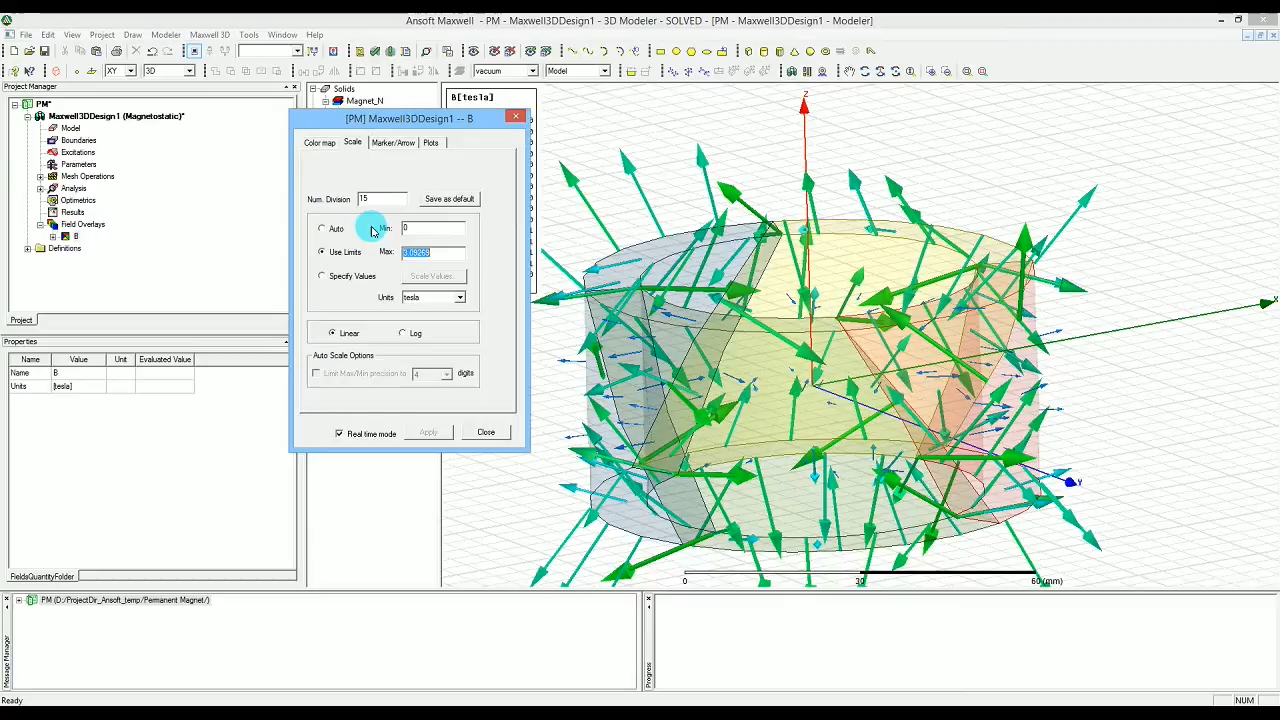 Ansoft Maxwell - PM - Maxwell3DDesign1 - 3D Modeler - SOLVED - [PM - Maxwell3DDesign1 - Modeler]
File Edit View Project Draw Modeler Maxwell 3D Tools Window Help
XY 3D vacuum Model
Project Manager
PM*
Maxwell3DDesign1 (Magnetostatic)*
Model
Boundaries
Excitations
Parameters
Mesh Operations
Analysis
Optimetrics
Results
Field Overlays
B
Definitions
Project
Solids
Magnet_N
B[tesla]
[PM] Maxwell3DDesign1 -- B
Color map Scale Marker/Arrow Plots
Num. Division 15 Save as default
Auto Min: 0
Use Limits Max: 3.09269
Specify Values Scale Values...
Units tesla
Linear Log
Auto Scale Options
Limit Max/Min precision to 4 digits
Real time mode Apply Close
Properties
Name Value Unit Evaluated Value
Name B
Units [tesla]
FieldsQuantityFolder
Z
X
Y
0 30 60 (mm)
PM (D:/ProjectDir_Ansoft_temp/Permanent Magnet/)
Message Manager
Progress
Ready NUM